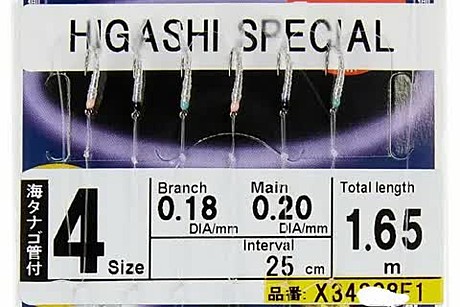 HIGASHI SPECIAL
海タナゴ管付
4 Size
Branch
0.18
DIA/mm
Main
0.20
DIA/mm
Interval
25 cm
Total length
1.65
m
品番: